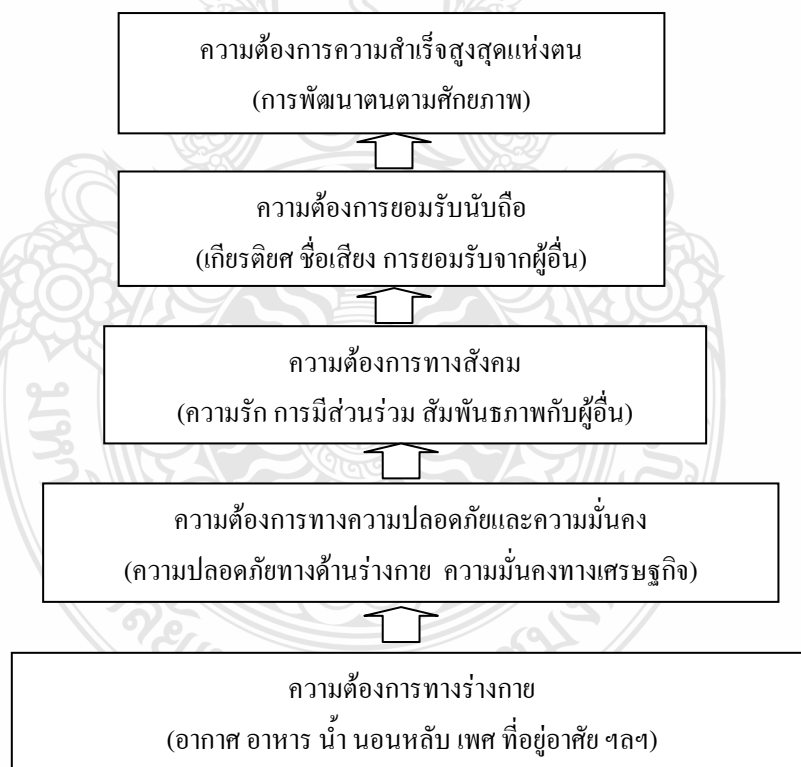 ความต้องการความสำเร็จสูงสุดแห่งตน
(การพัฒนาตนตามศักยภาพ)
ความต้องการยอมรับนับถือ
(เกียรติยศ ชื่อเสียง การยอมรับจากผู้อื่น)
ความต้องการทางสังคม
(ความรัก การมีส่วนร่วม สัมพันธภาพกับผู้อื่น)
ความต้องการทางความปลอดภัยและความมั่นคง
(ความปลอดภัยทางด้านร่างกาย ความมั่นคงทางเศรษฐกิจ)
ความต้องการทางร่างกาย
(อากาศ อาหาร น้ำ นอนหลับ เพศ ที่อยู่อาศัย ฯลฯ)